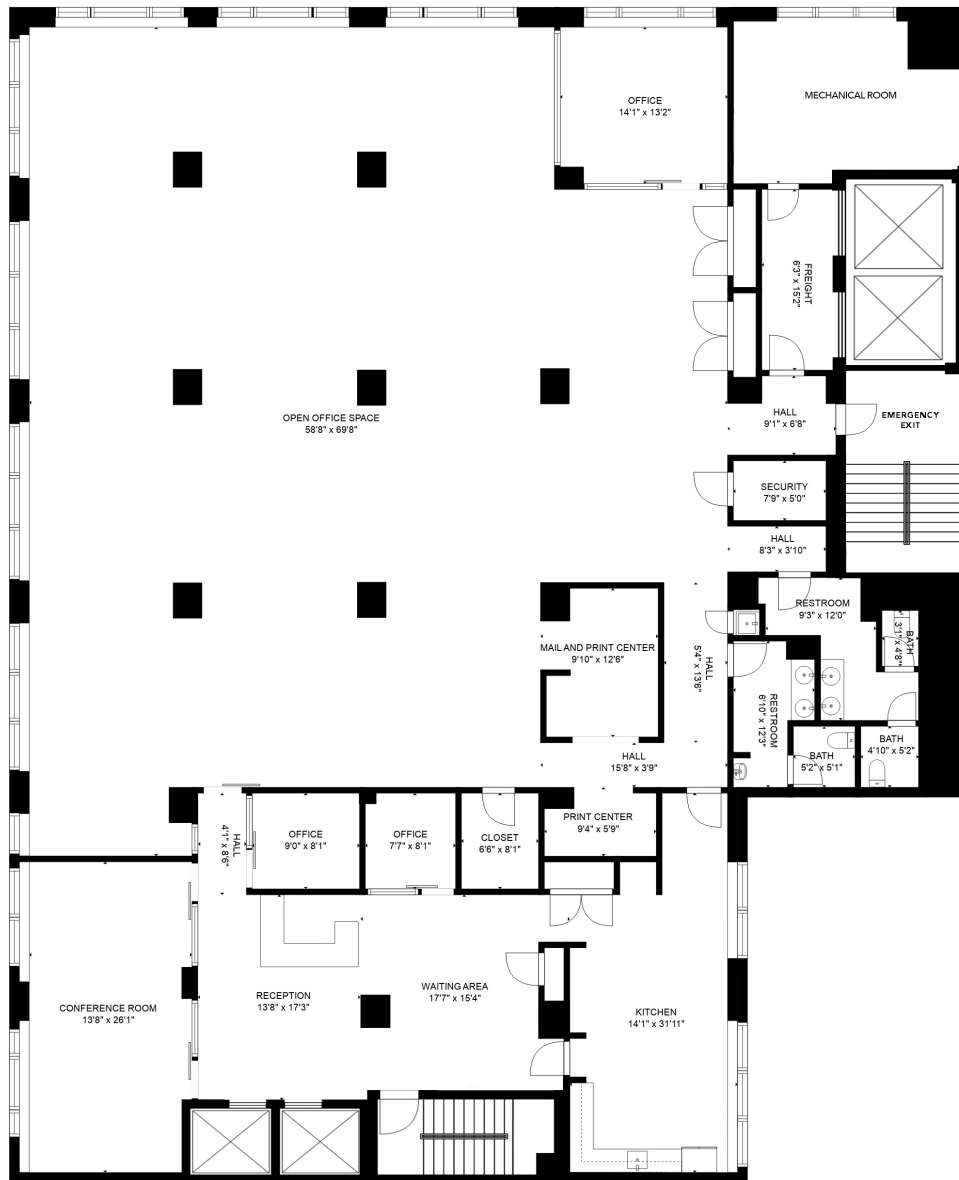 OFFICE
14'1" x 13'2"
MECHANICAL ROOM
FREIGHT
6'3" x 15'2"
OPEN OFFICE SPACE
58'8" x 69'8"
HALL
9'1" x 6'8"
EMERGENCY
EXIT
SECURITY
7'9" x 5'0"
HALL
8'3" x 3'10"
RESTROOM
9'3" x 12'0"
BATH
3'1" x 4'8"
MAIL AND PRINT CENTER
9'10" x 12'6"
HALL
5'4" x 13'6"
RESTROOM
6'10" x 12'3"
BATH
4'10" x 5'2"
BATH
5'2" x 5'1"
HALL
15'8" x 3'9"
PRINT CENTER
9'4" x 5'9"
HALL
4'1" x 8'6"
OFFICE
9'0" x 8'1"
OFFICE
7'7" x 8'1"
CLOSET
6'6" x 8'1"
WAITING AREA
17'7" x 15'4"
RECEPTION
13'8" x 17'3"
CONFERENCE ROOM
13'8" x 26'1"
KITCHEN
14'1" x 31'11"